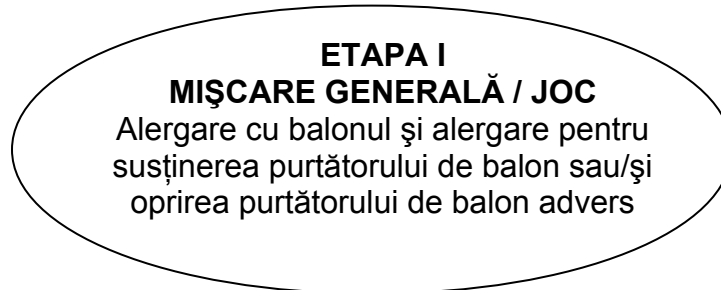 ETAPA I
MIŞCARE GENERALĂ / JOC
Alergare cu balonul şi alergare pentru
susținerea purtătorului de balon sau/şi
oprirea purtătorului de balon advers